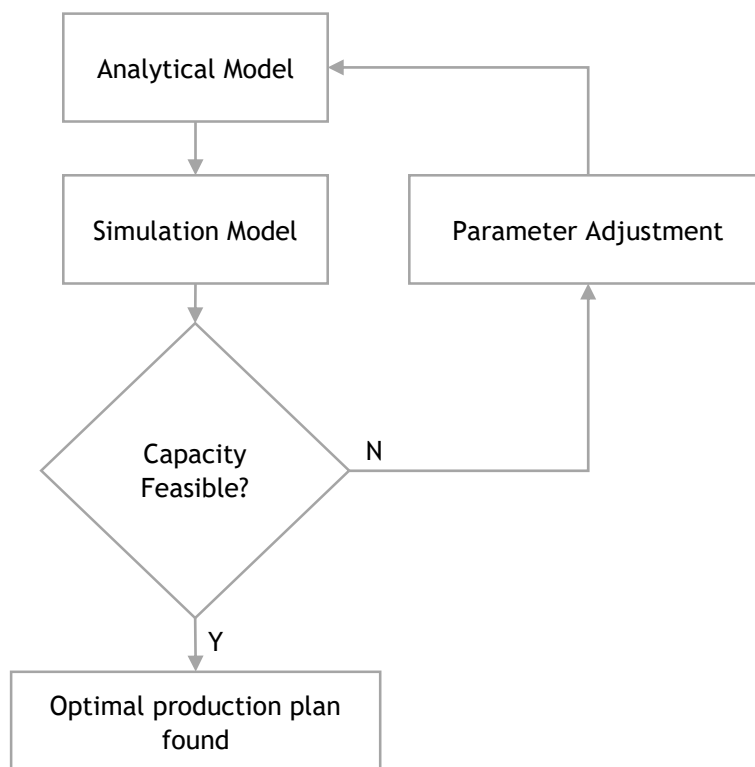 Analytical Model
Simulation Model
Parameter Adjustment
Capacity
Feasible?
N
Y
Optimal production plan
found